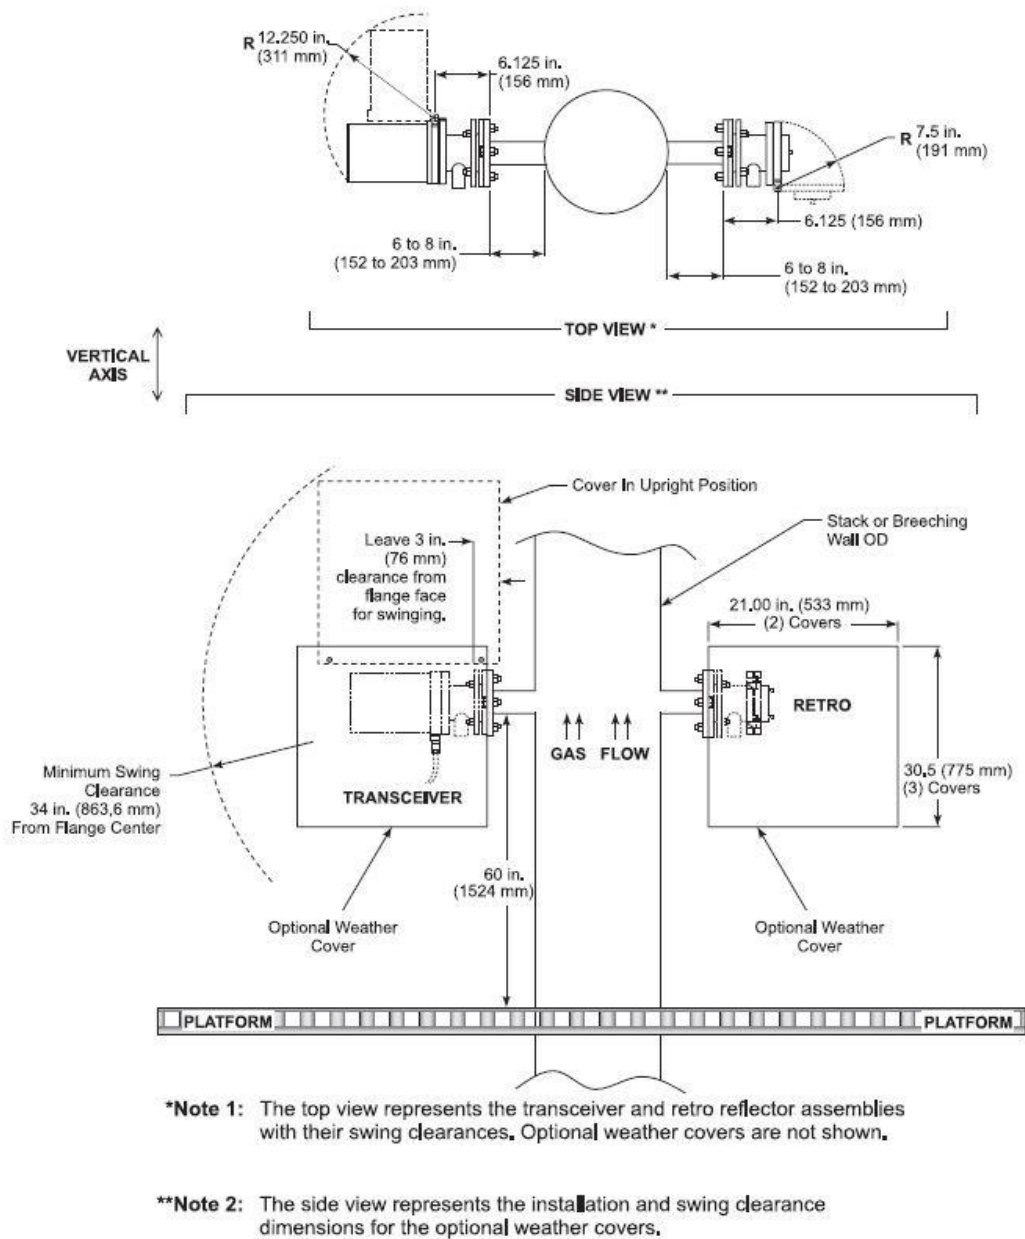 R 12.250 in.
(311 mm)
6.125 in.
(156 mm)
R 7.5 in.
(191 mm)
6.125 (156 mm)
6 to 8 in.
(152 to 203 mm)
6 to 8 in.
(152 to 203 mm)
TOP VIEW *
VERTICAL
AXIS
SIDE VIEW **
Cover In Upright Position
Leave 3 in.
(76 mm)
clearance from
flange face
for swinging.
Stack or Breeching
Wall OD
21.00 in. (533 mm)
(2) Covers
RETRO
GAS FLOW
30.5 (775 mm)
(3) Covers
Minimum Swing
Clearance
34 in. (863,6 mm)
From Flange Center
TRANSCEIVER
60 in.
(1524 mm)
Optional Weather
Cover
Optional Weather
Cover
PLATFORM
PLATFORM
*Note 1: The top view represents the transceiver and retro reflector assemblies
with their swing clearances. Optional weather covers are not shown.
**Note 2: The side view represents the installation and swing clearance
dimensions for the optional weather covers.